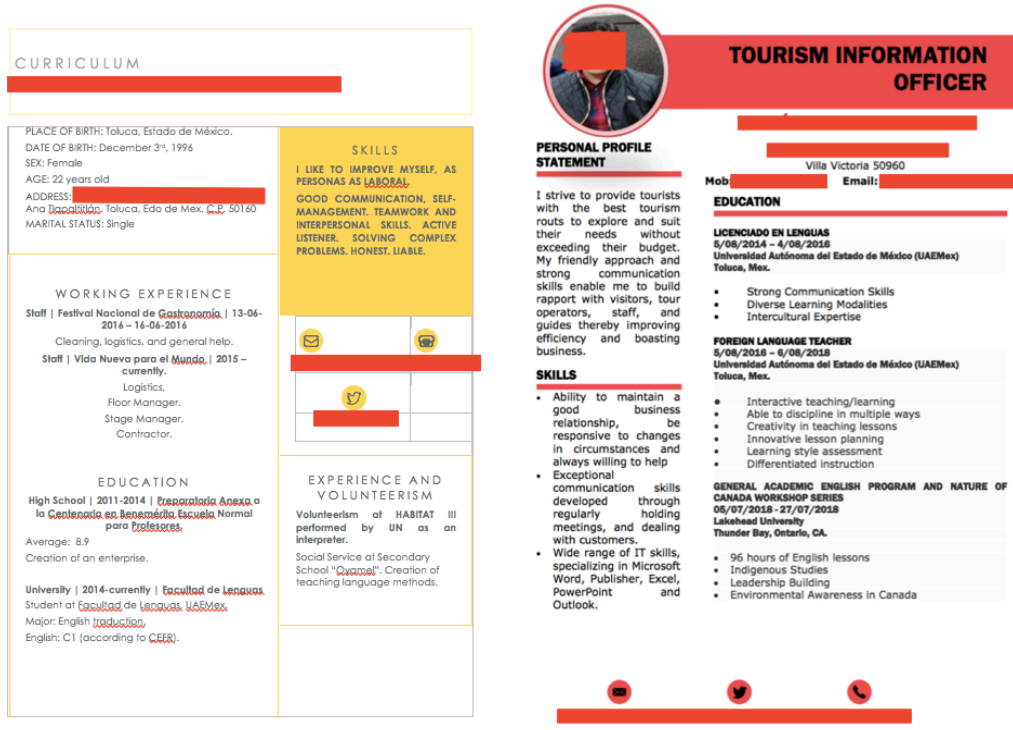 CURRICULUM
PLACE OF BIRTH: Toluca, Estado de México.
DATE OF BIRTH: December 3rd, 1996
SEX: Female
AGE: 22 years old
ADDRESS:
Ana Tlapaltitlán. Toluca, Edo de Mex. C.P. 50160
MARITAL STATUS: Single
WORKING EXPERIENCE
Staff | Festival Nacional de Gastronomía | 13-06-
2016 – 16-06-2016
Cleaning, logistics, and general help.
Staff | Vida Nueva para el Mundo | 2015 –
currently.
Logistics,
Floor Manager.
Stage Manager.
Contractor.
EDUCATION
High School | 2011-2014 | Preparatoria Anexa a
la Centenaria en Benemérita Escuela Normal
para Profesores.
Average: 8.9
Creation of an enterprise.
University | 2014-currently | Facultad de Lenguas
Student at Facultad de Lenguas, UAEMex.
Major: English traduction.
English: C1 (according to CEER).
SKILLS
I LIKE TO IMPROVE MYSELF, AS
PERSONAS AS LABORAL.
GOOD COMMUNICATION, SELF-
MANAGEMENT. TEAMWORK AND
INTERPERSONAL SKILLS. ACTIVE
LISTENER. SOLVING COMPLEX
PROBLEMS. HONEST. LIABLE.
EXPERIENCE AND
VOLUNTEERISM
Volunteerism at HABITAT III
performed by UN as an
interpreter.
Social Service at Secondary
School “Oyamel”. Creation of
teaching language methods.
TOURISM INFORMATION
OFFICER
Villa Victoria 50960
Mob: Email:
PERSONAL PROFILE
STATEMENT
I strive to provide tourists
with the best tourism
routs to explore and suit
their needs without
exceeding their budget.
My friendly approach and
strong communication
skills enable me to build
rapport with visitors, tour
operators, staff, and
guides thereby improving
efficiency and boasting
business.
SKILLS
• Ability to maintain a
good business
relationship, be
responsive to changes
in circumstances and
always willing to help
• Exceptional
communication skills
developed through
regularly holding
meetings, and dealing
with customers.
• Wide range of IT skills,
specializing in Microsoft
Word, Publisher, Excel,
PowerPoint and
Outlook.
EDUCATION
LICENCIADO EN LENGUAS
5/08/2014 – 4/08/2016
Universidad Autónoma del Estado de México (UAEMex)
Toluca, Mex.
• Strong Communication Skills
• Diverse Learning Modalities
• Intercultural Expertise
FOREIGN LANGUAGE TEACHER
5/08/2016 – 6/08/2018
Universidad Autónoma del Estado de México (UAEMex)
Toluca, Mex.
• Interactive teaching/learning
• Able to discipline in multiple ways
• Creativity in teaching lessons
• Innovative lesson planning
• Learning style assessment
• Differentiated instruction
GENERAL ACADEMIC ENGLISH PROGRAM AND NATURE OF
CANADA WORKSHOP SERIES
05/07/2018 - 27/07/2018
Lakehead University
Thunder Bay, Ontario, CA.
• 96 hours of English lessons
• Indigenous Studies
• Leadership Building
• Environmental Awareness in Canada